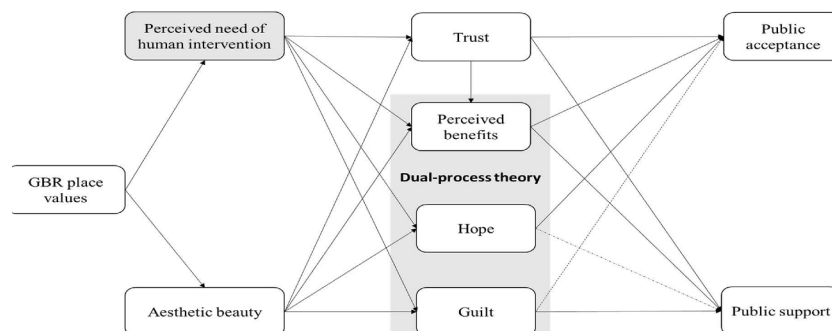 Perceived need of
human intervention
Trust
Public
acceptance
Perceived
benefits
Dual-process theory
GBR place
values
Hope
Aesthetic beauty
Guilt
Public support